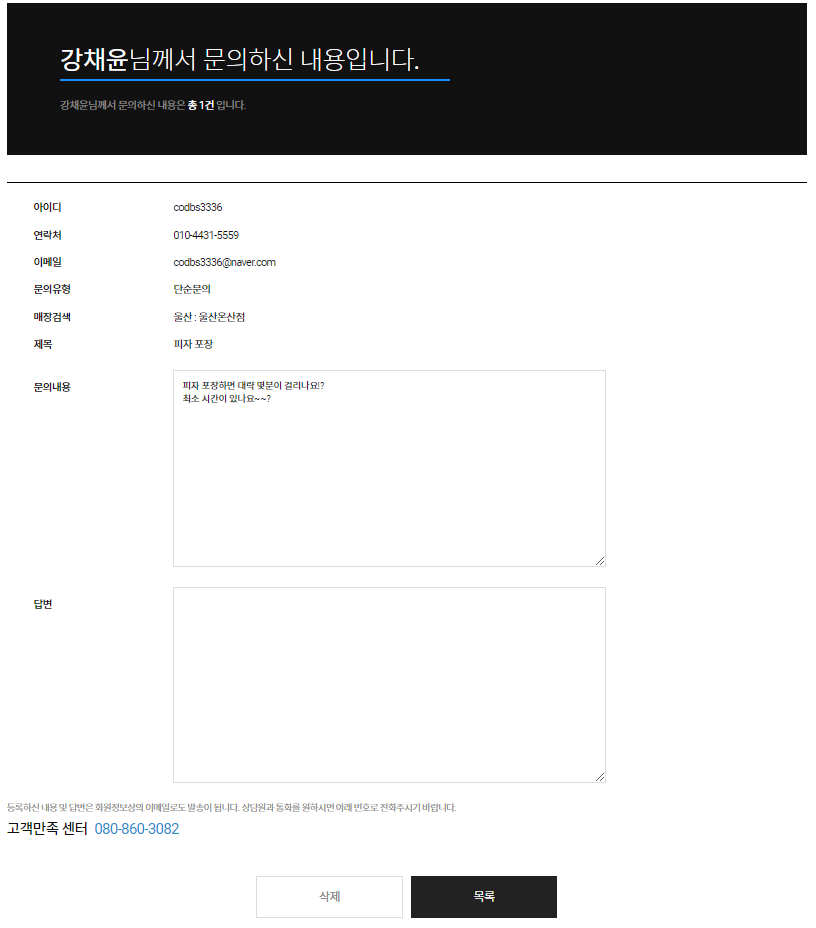 강채윤님께서 문의하신 내용입니다.
강채윤님께서 문의하신 내용은 총 1건 입니다.
아이디 codbs3336
연락처 010-4431-5559
이메일 codbs3336@naver.com
문의유형 단순문의
매장검색 울산 : 울산온산점
제목 피자 포장
문의내용 피자 포장하면 대략 몇분이 걸리나요!?
최소 시간이 있나요~~?
답변
등록하신 내용 및 답변은 회원정보상의 이메일로도 발송이 됩니다. 상담원과 통화를 원하시면 아래 번호로 전화주시기 바랍니다.
고객만족 센터 080-860-3082
삭제 목록